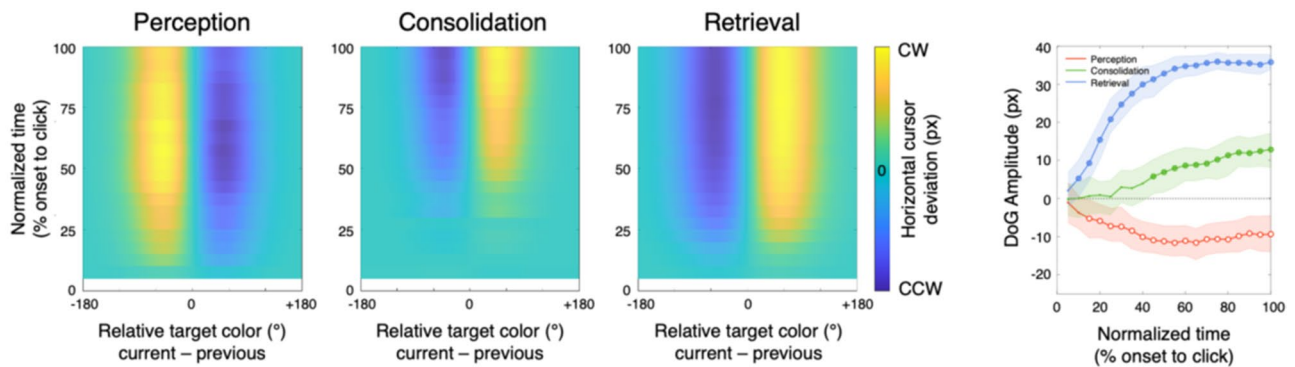 Perception
Consolidation
Retrieval
Normalized time
(% onset to click)
100
75
50
25
0
-180
0
+180
Relative target color (°)
current – previous
100
75
50
25
0
-180
0
+180
Relative target color (°)
current – previous
100
75
50
25
0
-180
0
+180
Relative target color (°)
current – previous
CW
0
CCW
Horizontal cursor
deviation (px)
DoG Amplitude (px)
40
30
20
10
0
-10
-20
Perception
Consolidation
Retrieval
0
20
40
60
80
100
Normalized time
(% onset to click)